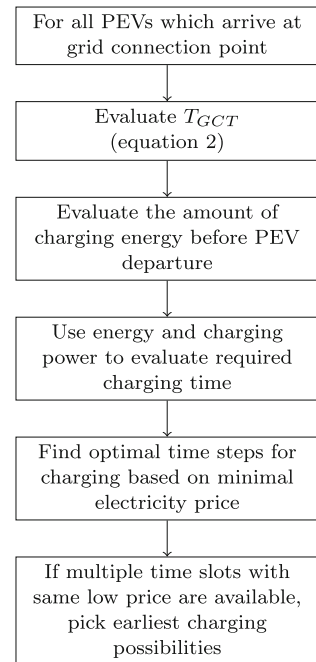 For all PEVs which arrive at
grid connection point
Evaluate T_{GCT}
(equation 2)
Evaluate the amount of
charging energy before PEV
departure
Use energy and charging
power to evaluate required
charging time
Find optimal time steps for
charging based on minimal
electricity price
If multiple time slots with
same low price are available,
pick earliest charging
possibilities